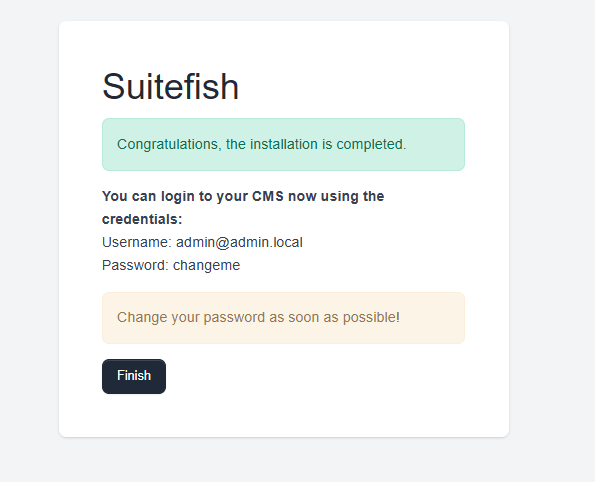 Suitefish
Congratulations, the installation is completed.
You can login to your CMS now using the
credentials:
Username: admin@admin.local
Password: changeme
Change your password as soon as possible!
Finish